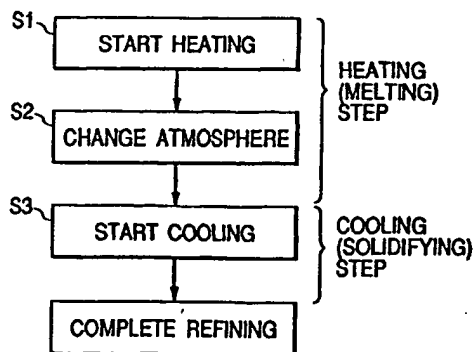 S1
START HEATING
HEATING
(MELTING)
STEP
S2
CHANGE ATMOSPHERE
S3
START COOLING
COOLING
(SOLIDIFYING)
STEP
COMPLETE REFINING